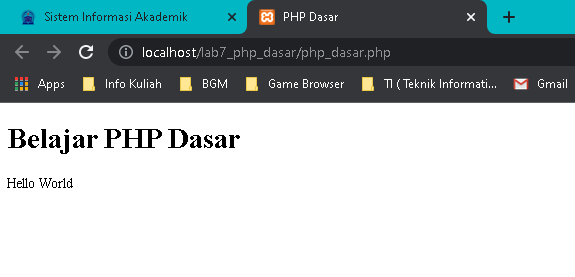 Sistem Informasi Akademik
PHP Dasar
localhost/lab7_php_dasar/php_dasar.php
Apps Info Kuliah BGM Game Browser TI ( Teknik Informati... Gmail
Belajar PHP Dasar
Hello World